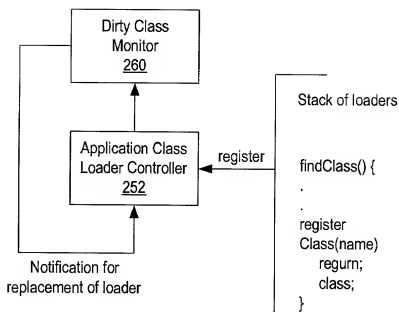 Dirty Class
Monitor
260
Application Class
Loader Controller
252
register
Notification for
replacement of loader
Stack of loaders
findClass() {
.
.
register
Class(name)
regurn;
class;
}